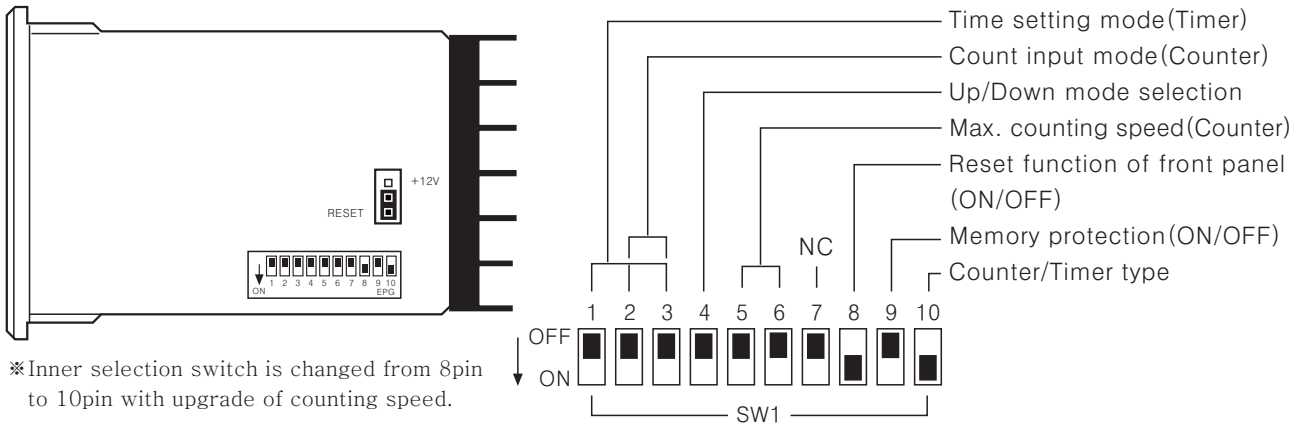 +12V
RESET
ON
1 2 3 4 5 6 7 8 9 10
EPG
※Inner selection switch is changed from 8pin
to 10pin with upgrade of counting speed.
Time setting mode(Timer)
Count input mode(Counter)
Up/Down mode selection
Max. counting speed(Counter)
Reset function of front panel
(ON/OFF)
Memory protection(ON/OFF)
Counter/Timer type
NC
1 2 3 4 5 6 7 8 9 10
OFF
ON
SW1